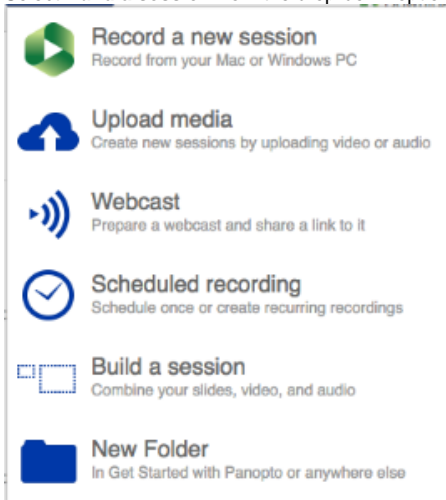 Record a new session
Record from your Mac or Windows PC
Upload media
Create new sessions by uploading video or audio
Webcast
Prepare a webcast and share a link to it
Scheduled recording
Schedule once or create recurring recordings
Build a session
Combine your slides, video, and audio
New Folder
In Get Started with Panopto or anywhere else